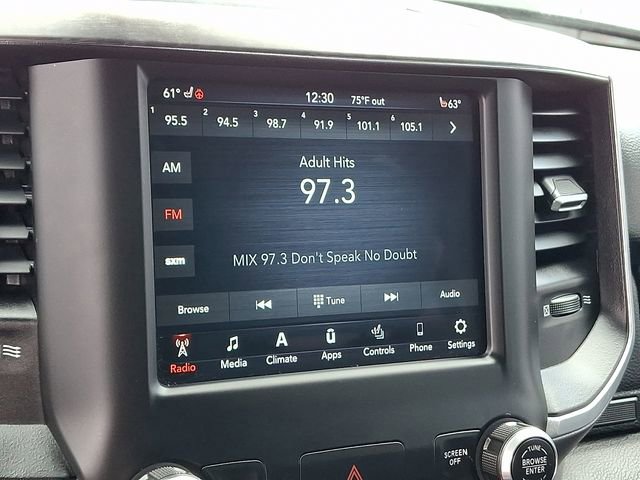 61° 12:30 75°F out 63°
1 95.5 2 94.5 3 98.7 4 91.9 5 101.1 6 105.1
Adult Hits
AM
97.3
FM
sxm
MIX 97.3 Don't Speak No Doubt
Browse Tune Audio
Radio Media Climate Apps Controls Phone Settings
SCREEN
OFF
TUNE
BROWSE
ENTER